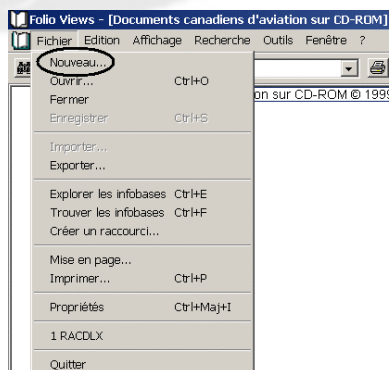 Folio Views - [Documents canadiens d'aviation sur CD-ROM]
Fichier Edition Affichage Recherche Outils Fenêtre ?
Nouveau...
Ouvrir... Ctrl+O
on sur CD-ROM © 1999
Fermer
Enregistrer Ctrl+S
Importer...
Exporter...
Explorer les infobases Ctrl+E
Trouver les infobases Ctrl+F
Créer un raccourci...
Mise en page...
Imprimer... Ctrl+P
Propriétés Ctrl+Maj+I
1 RACDLX
Quitter